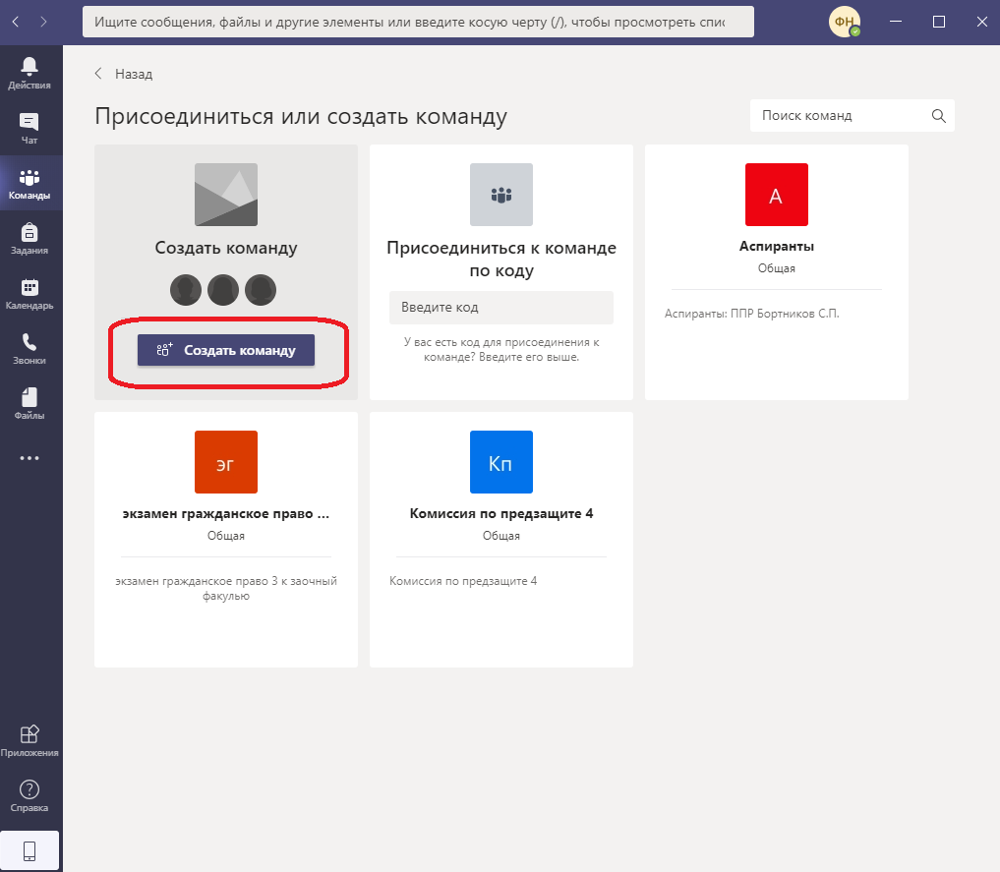 Ищите сообщения, файлы и другие элементы или введите косую черту (/), чтобы просмотреть спис
ФН
Действия
Чат
Команды
Задания
Календарь
Звонки
Файлы
Приложения
Справка
Назад
Присоединиться или создать команду
Поиск команд
Создать команду
Создать команду
Присоединиться к команде
по коду
Введите код
У вас есть код для присоединения к
команде? Введите его выше.
А
Аспиранты
Общая
Аспиранты: ППР Бортников С.П.
эг
экзамен гражданское право ...
Общая
экзамен гражданское право 3 к заочный
факулью
Кп
Комиссия по предзащите 4
Общая
Комиссия по предзащите 4